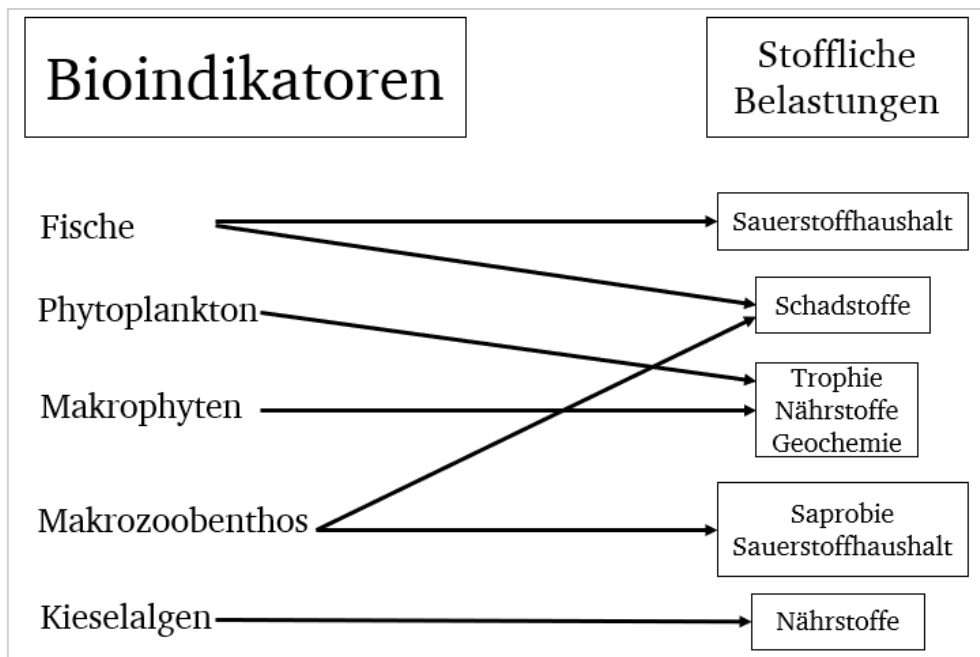 Bioindikatoren
Stoffliche
Belastungen
Fische
Sauerstoffhaushalt
Schadstoffe
Phytoplankton
Trophie
Nährstoffe
Geochemie
Makrophyten
Makrozoobenthos
Saprobie
Sauerstoffhaushalt
Kieselalgen
Nährstoffe